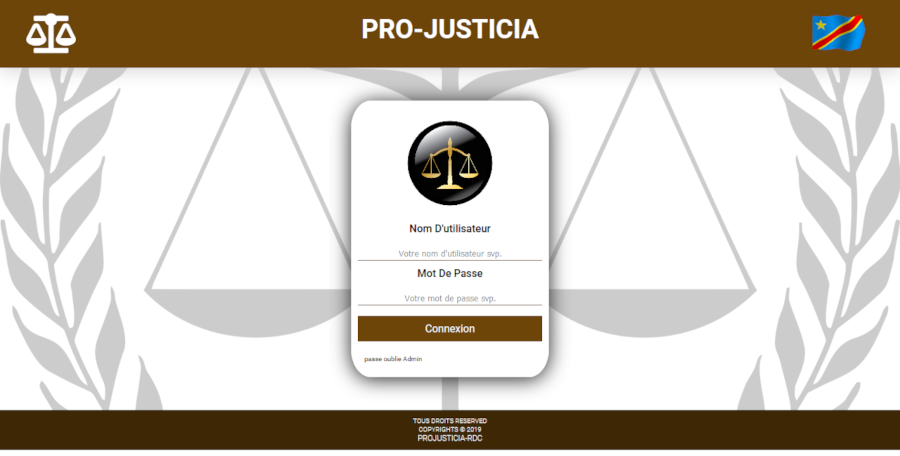 PRO-JUSTICIA
Nom D'utilisateur
Votre nom d'utilisateur svp.
Mot De Passe
Votre mot de passe svp.
Connexion
passe oublie Admin
TOUS DROITS RESERVED
COPYRIGHTS © 2019
PROJUSTICIA-RDC